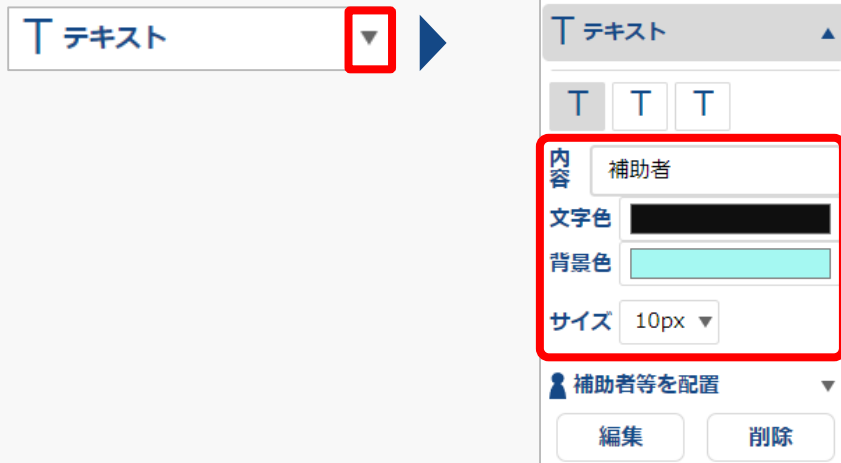 T テキスト ▼
T テキスト ▲
T T T
内容 補助者
文字色
背景色
サイズ 10px ▼
補助者等を配置 ▼
編集 削除